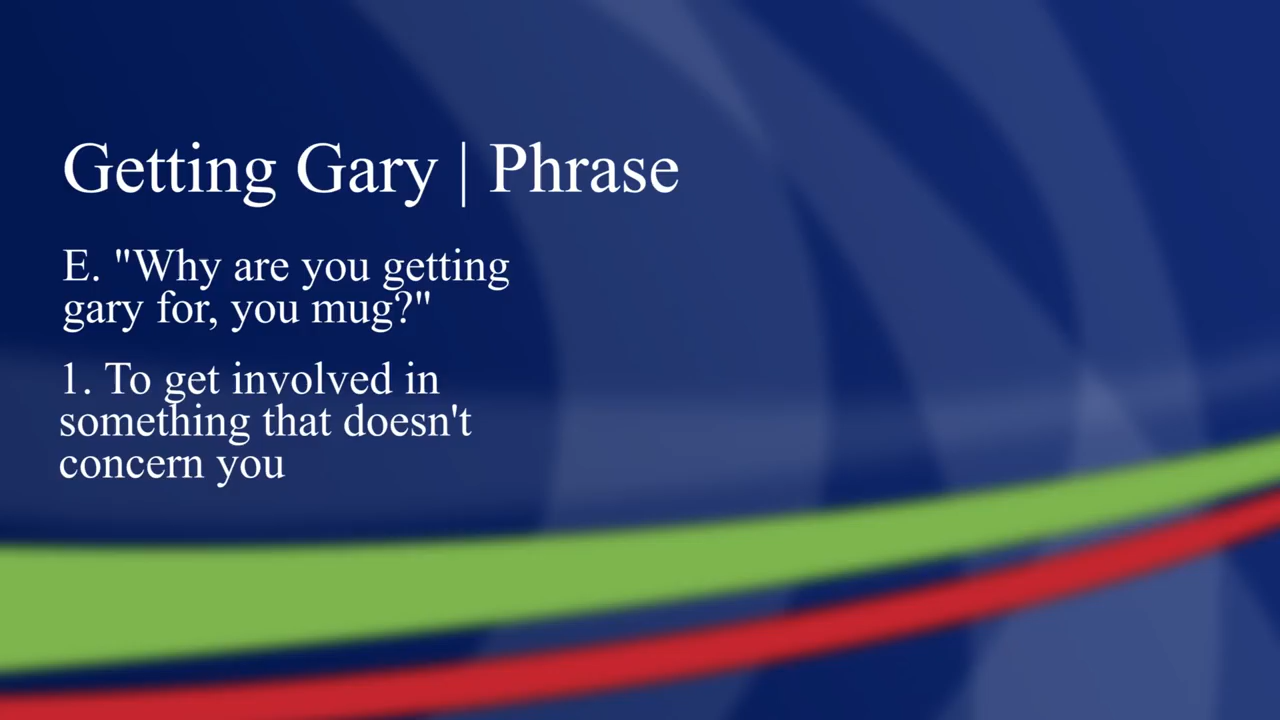 Getting Gary | Phrase
E. "Why are you getting
gary for, you mug?"
1. To get involved in
something that doesn't
concern you